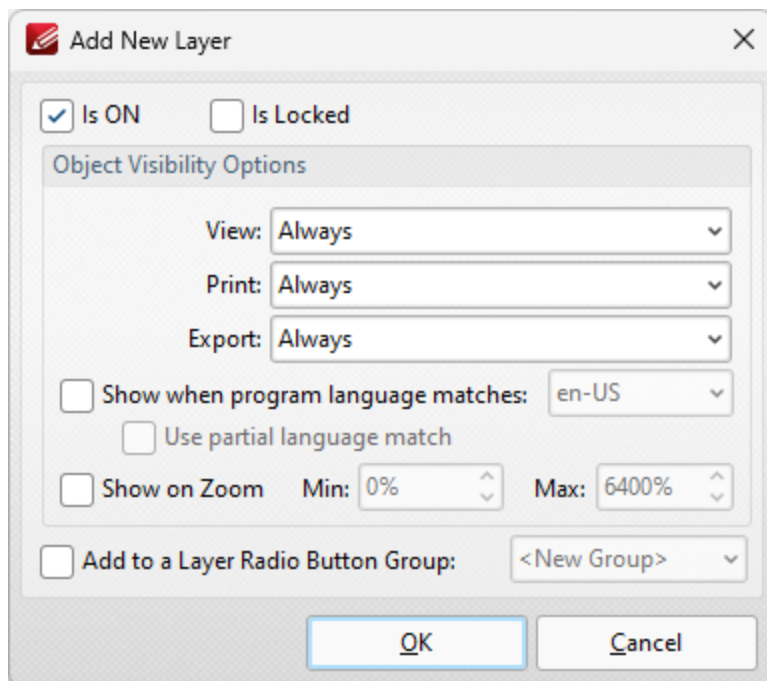 Add New Layer
Is ON Is Locked
Object Visibility Options
View: Always
Print: Always
Export: Always
Show when program language matches: en-US
Use partial language match
Show on Zoom Min: 0% Max: 6400%
Add to a Layer Radio Button Group: <New Group>
OK Cancel